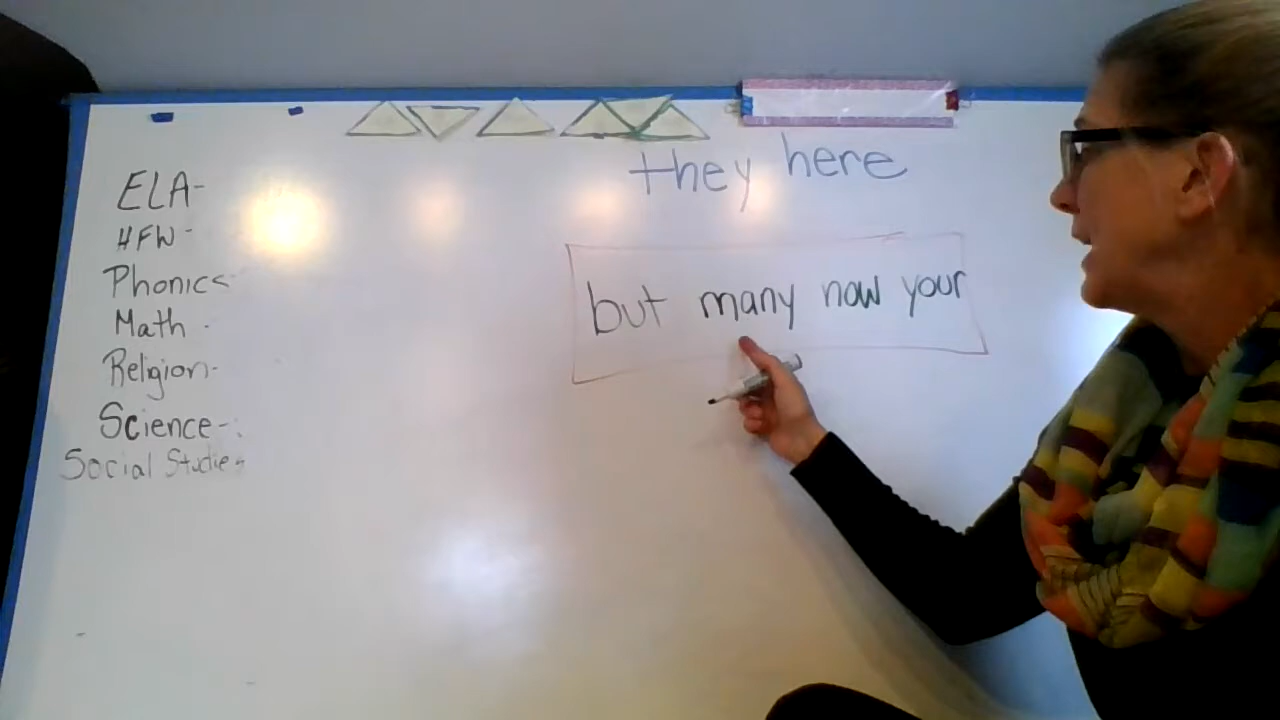 ELA-
HFW-
Phonics-
Math -
Religion-
Science-
Social Studies
they here
but many now your